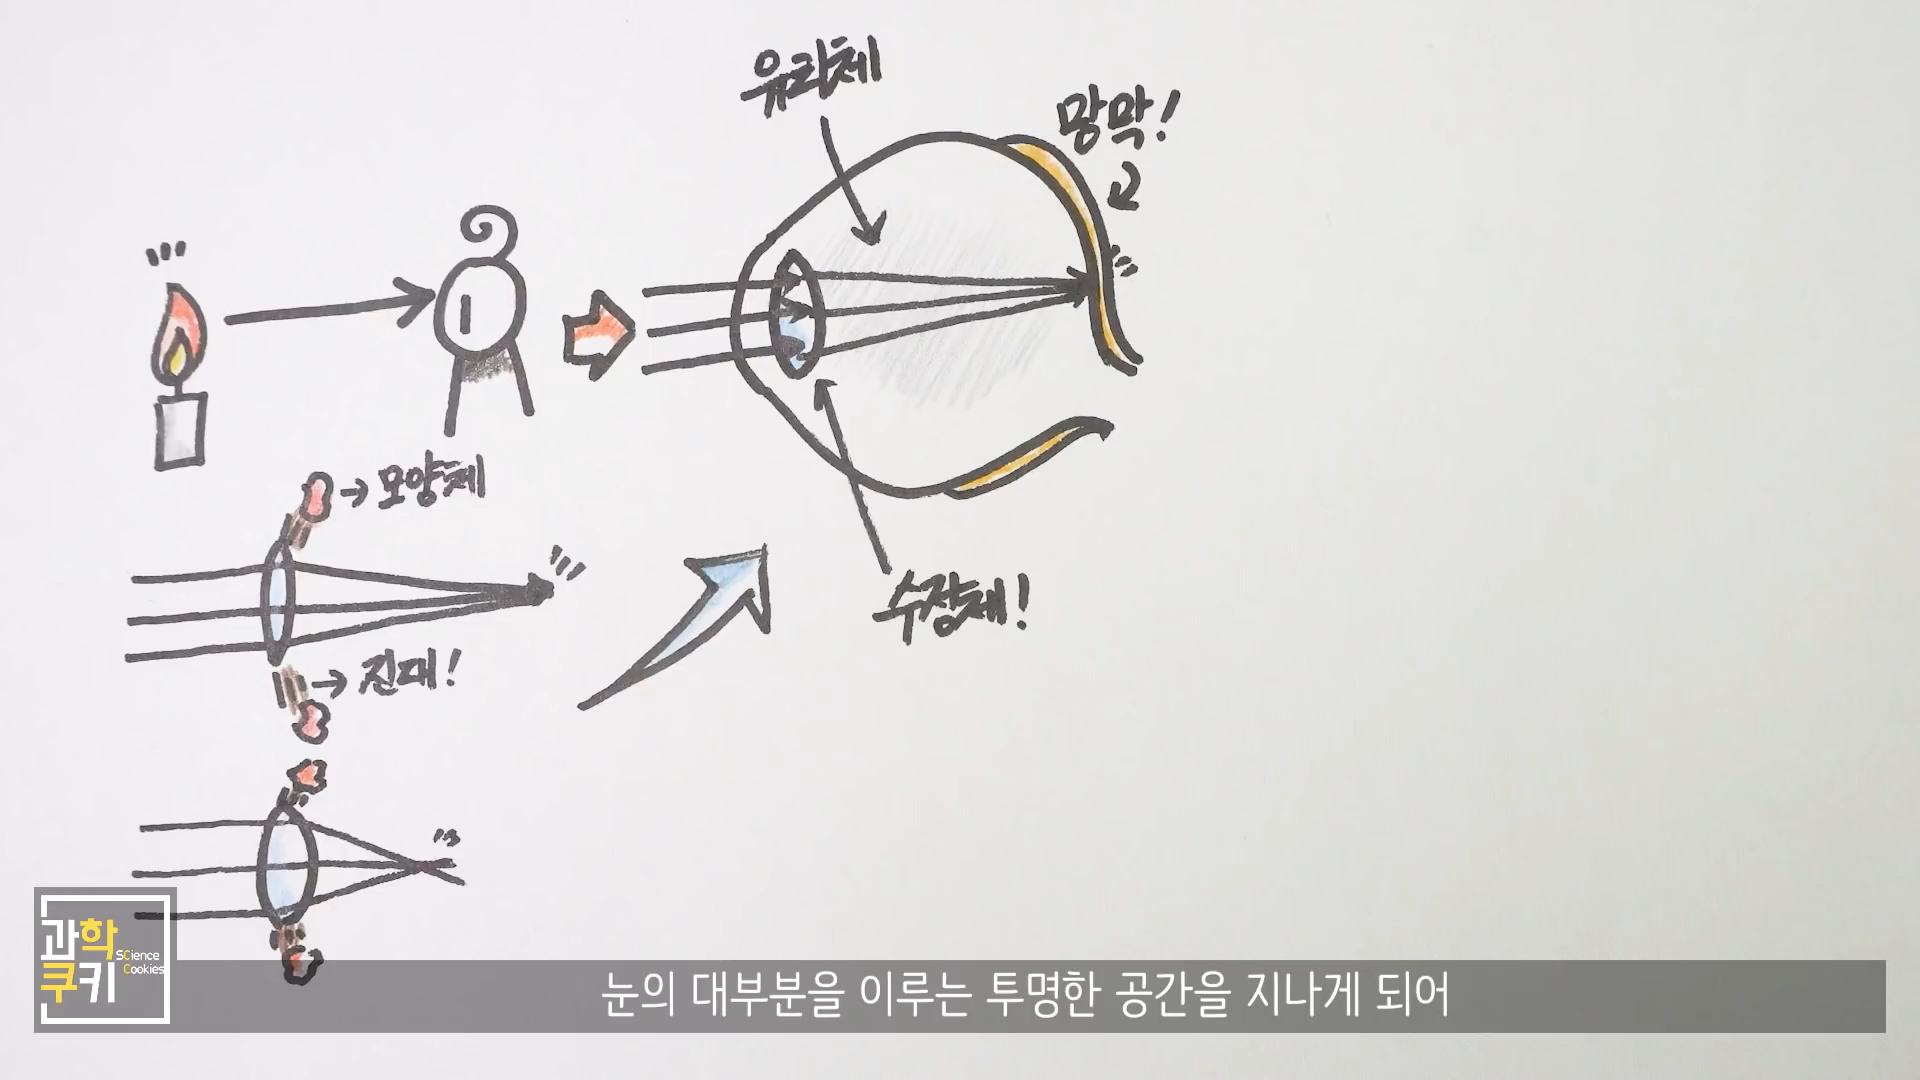 유리체
망막!
모양체
수정체!
진대!
과학
쿠키
SCience
Cookies
눈의 대부분을 이루는 투명한 공간을 지나게 되어